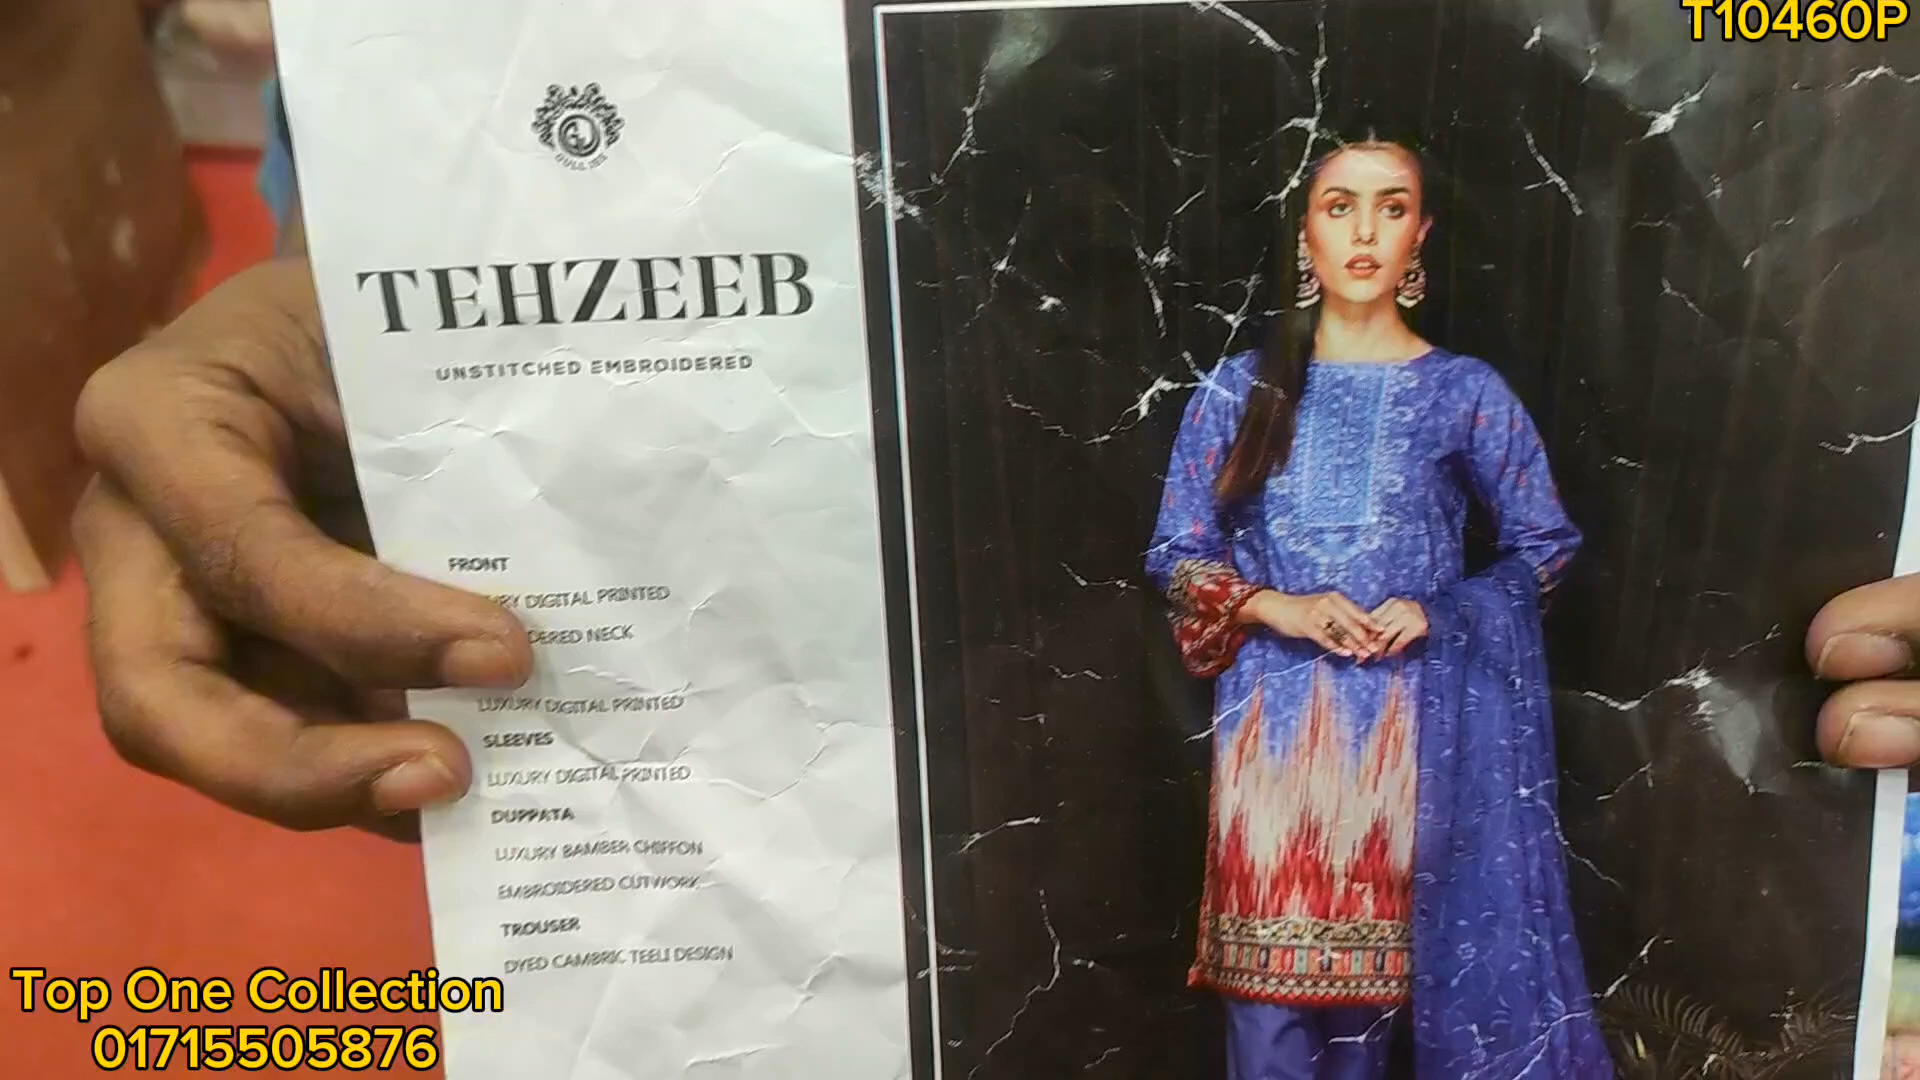 T10460P
TEHZEEB
UNSTITCHED EMBROIDERED
FRONT
DIGITAL PRINTED
NECK
LUXURY DIGITAL PRINTED
SLEEVES
LUXURY DIGITAL PRINTED
DUPPATA
LUXURY BAMBER CHIFFON
EMBROIDERED CUTWORK
TROUSER
DYED CAMBRIC TEELI DESIGN
Top One Collection
01715505876